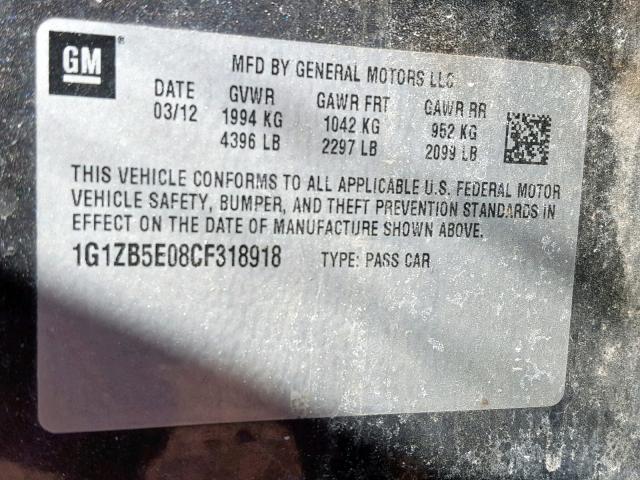 GM
MFD BY GENERAL MOTORS LLC
DATE GVWR GAWR FRT GAWR RR
03/12 1994 KG 1042 KG 952 KG
4396 LB 2297 LB 2099 LB
THIS VEHICLE CONFORMS TO ALL APPLICABLE U.S. FEDERAL MOTOR
VEHICLE SAFETY, BUMPER, AND THEFT PREVENTION STANDARDS IN
EFFECT ON THE DATE OF MANUFACTURE SHOWN ABOVE.
1G1ZB5E08CF318918 TYPE: PASS CAR